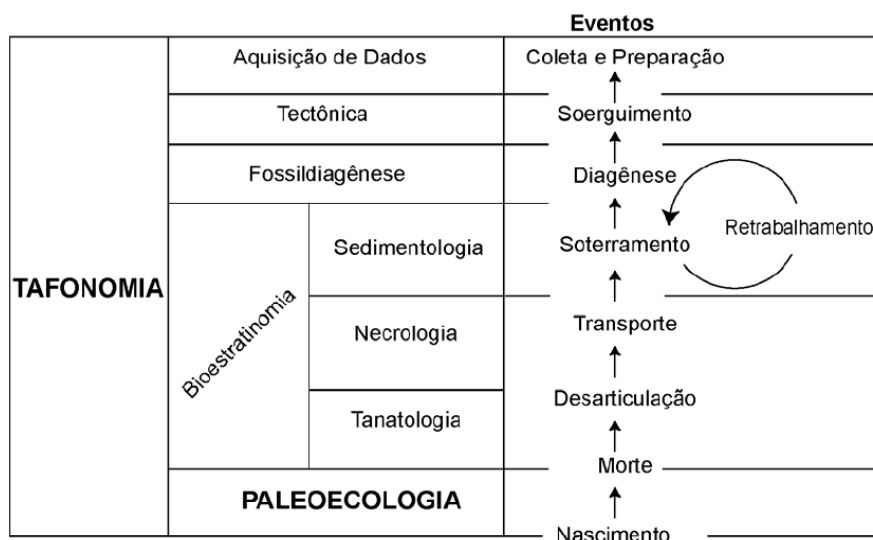 Eventos
Aquisição de Dados
Coleta e Preparação
Tectônica
Soerguimento
Fossildiagênese
Diagênese
Retrabalhamento
Sedimentologia
Soterramento
TAFONOMIA
Bioestratinomia
Necrologia
Transporte
Desarticulação
Tanatologia
Morte
PALEOECOLOGIA
Nascimento